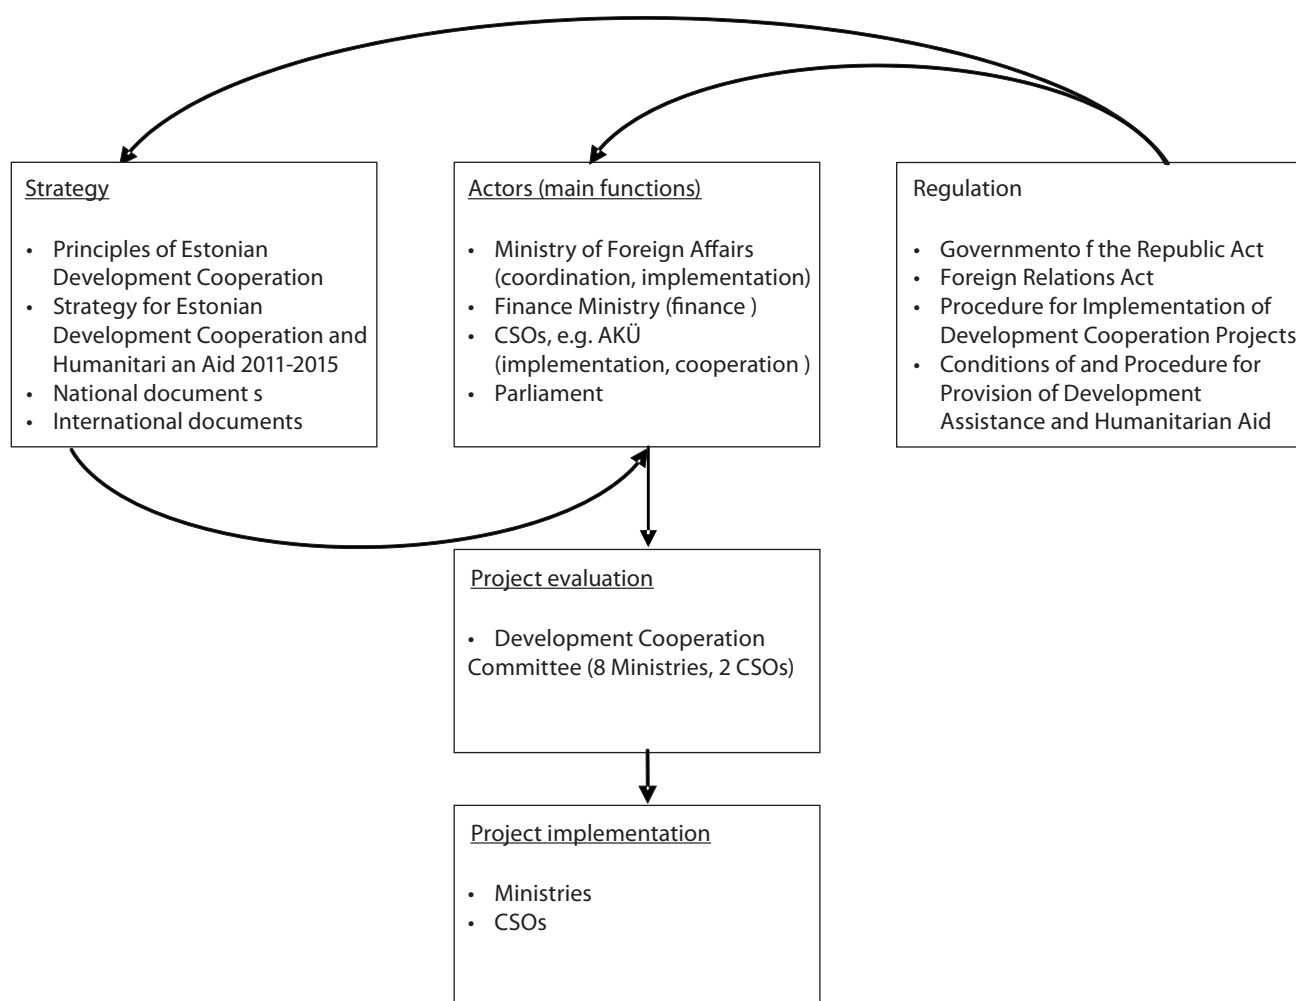 Strategy
• Principles of Estonian
Development Cooperation
• Strategy for Estonian
Development Cooperation and
Humanitari an Aid 2011-2015
• National document s
• International documents
Actors (main functions)
• Ministry of Foreign Affairs
(coordination, implementation)
• Finance Ministry (finance )
• CSOs, e.g. AKÜ
(implementation, cooperation )
• Parliament
Regulation
• Governmento f the Republic Act
• Foreign Relations Act
• Procedure for Implementation of
Development Cooperation Projects
• Conditions of and Procedure for
Provision of Development
Assistance and Humanitarian Aid
Project evaluation
• Development Cooperation
Committee (8 Ministries, 2 CSOs)
Project implementation
• Ministries
• CSOs